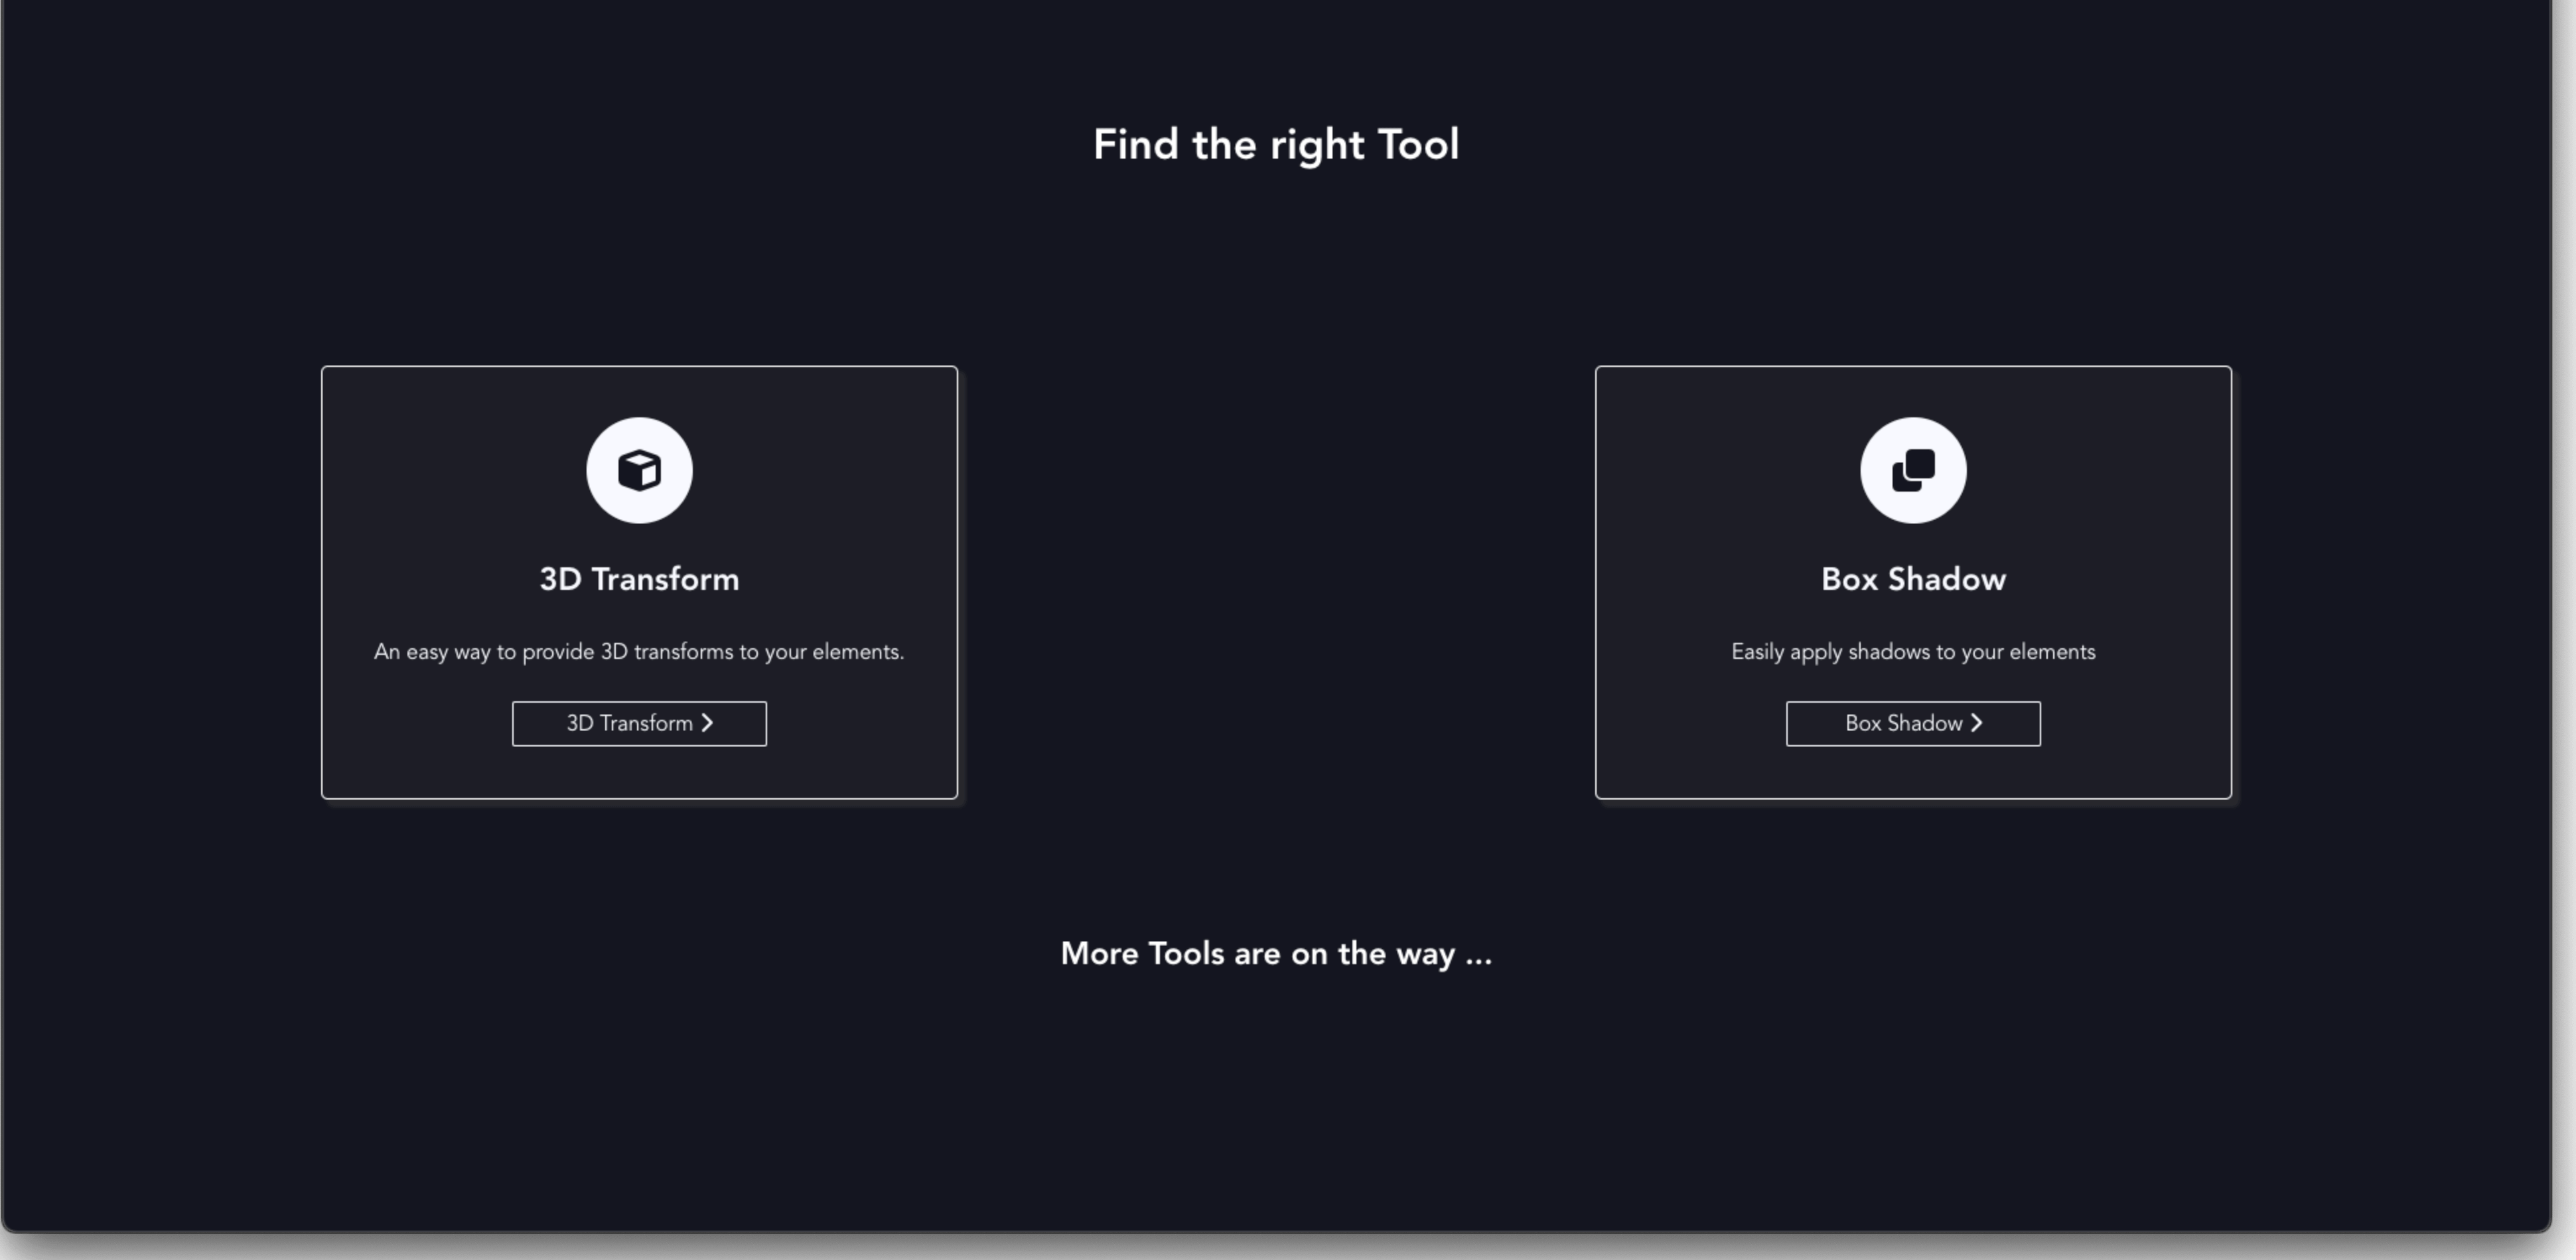 Find the right Tool
3D Transform
An easy way to provide 3D transforms to your elements.
3D Transform
Box Shadow
Easily apply shadows to your elements
Box Shadow
More Tools are on the way ...